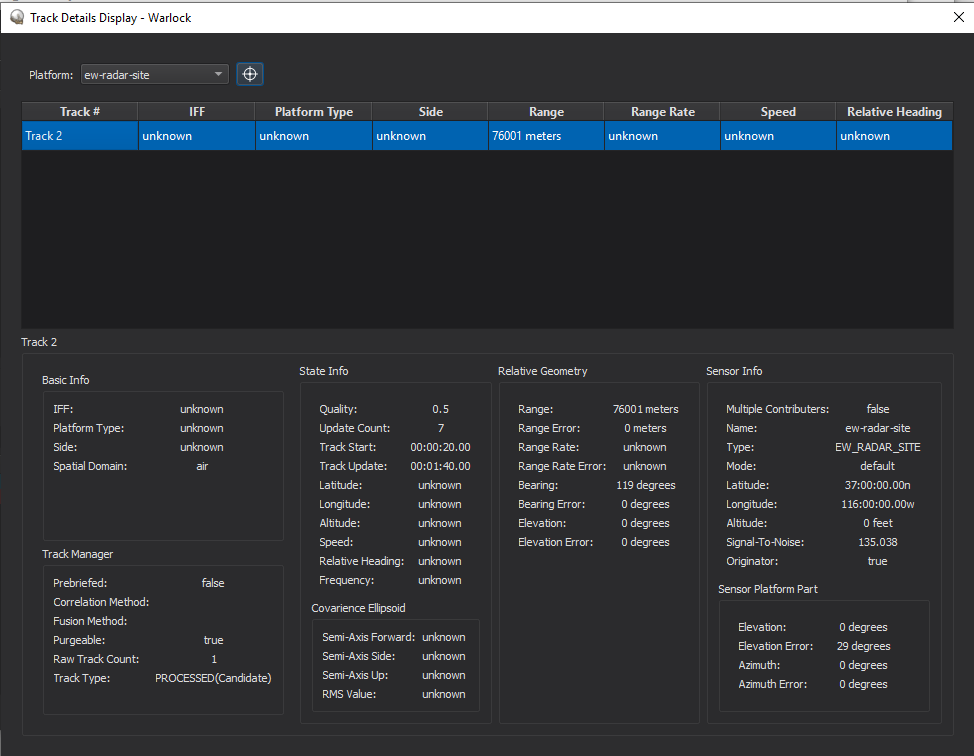 Track Details Display - Warlock
Platform: ew-radar-site
Track # IFF Platform Type Side Range Range Rate Speed Relative Heading
Track 2 unknown unknown unknown 76001 meters unknown unknown unknown
Track 2
Basic Info
IFF: unknown
Platform Type: unknown
Side: unknown
Spatial Domain: air
Track Manager
Prebriefed: false
Correlation Method:
Fusion Method:
Purgeable: true
Raw Track Count: 1
Track Type: PROCESSED(Candidate)
State Info
Quality: 0.5
Update Count: 7
Track Start: 00:00:20.00
Track Update: 00:01:40.00
Latitude: unknown
Longitude: unknown
Altitude: unknown
Speed: unknown
Relative Heading: unknown
Frequency: unknown
Covarience Ellipsoid
Semi-Axis Forward: unknown
Semi-Axis Side: unknown
Semi-Axis Up: unknown
RMS Value: unknown
Relative Geometry
Range: 76001 meters
Range Error: 0 meters
Range Rate: unknown
Range Rate Error: unknown
Bearing: 119 degrees
Bearing Error: 0 degrees
Elevation: 0 degrees
Elevation Error: 0 degrees
Sensor Info
Multiple Contributers: false
Name: ew-radar-site
Type: EW_RADAR_SITE
Mode: default
Latitude: 37:00:00.00n
Longitude: 116:00:00.00w
Altitude: 0 feet
Signal-To-Noise: 135.038
Originator: true
Sensor Platform Part
Elevation: 0 degrees
Elevation Error: 29 degrees
Azimuth: 0 degrees
Azimuth Error: 0 degrees